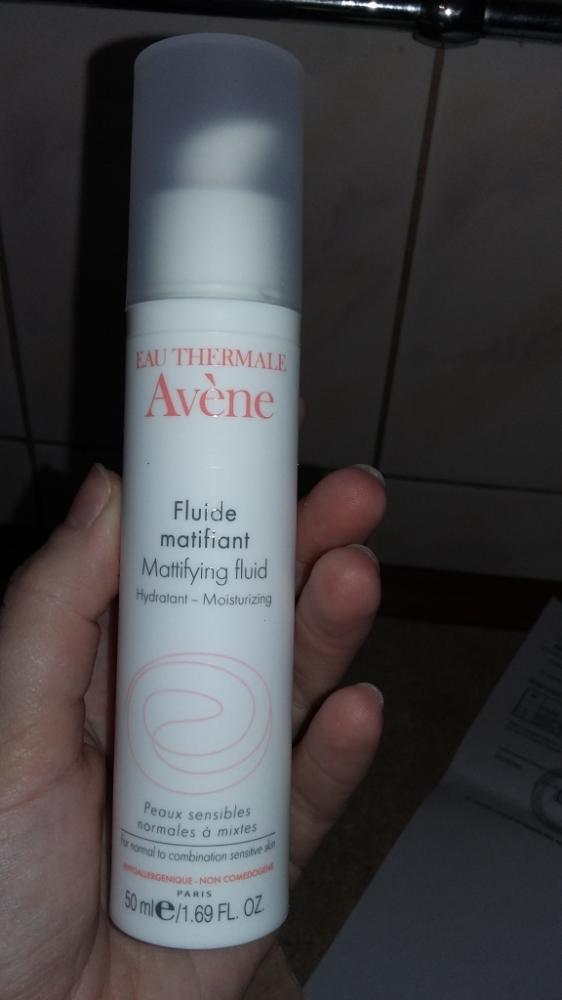 EAU THERMALE
Avène
Fluide
matifiant
Mattifying fluid
Hydratant - Moisturizing
Peaux sensibles
normales à mixtes
For normal to combination sensitive skin
HYPOALLERGENIQUE - NON COMEDOGENE
PARIS
50 ml e/1.69 FL. OZ.